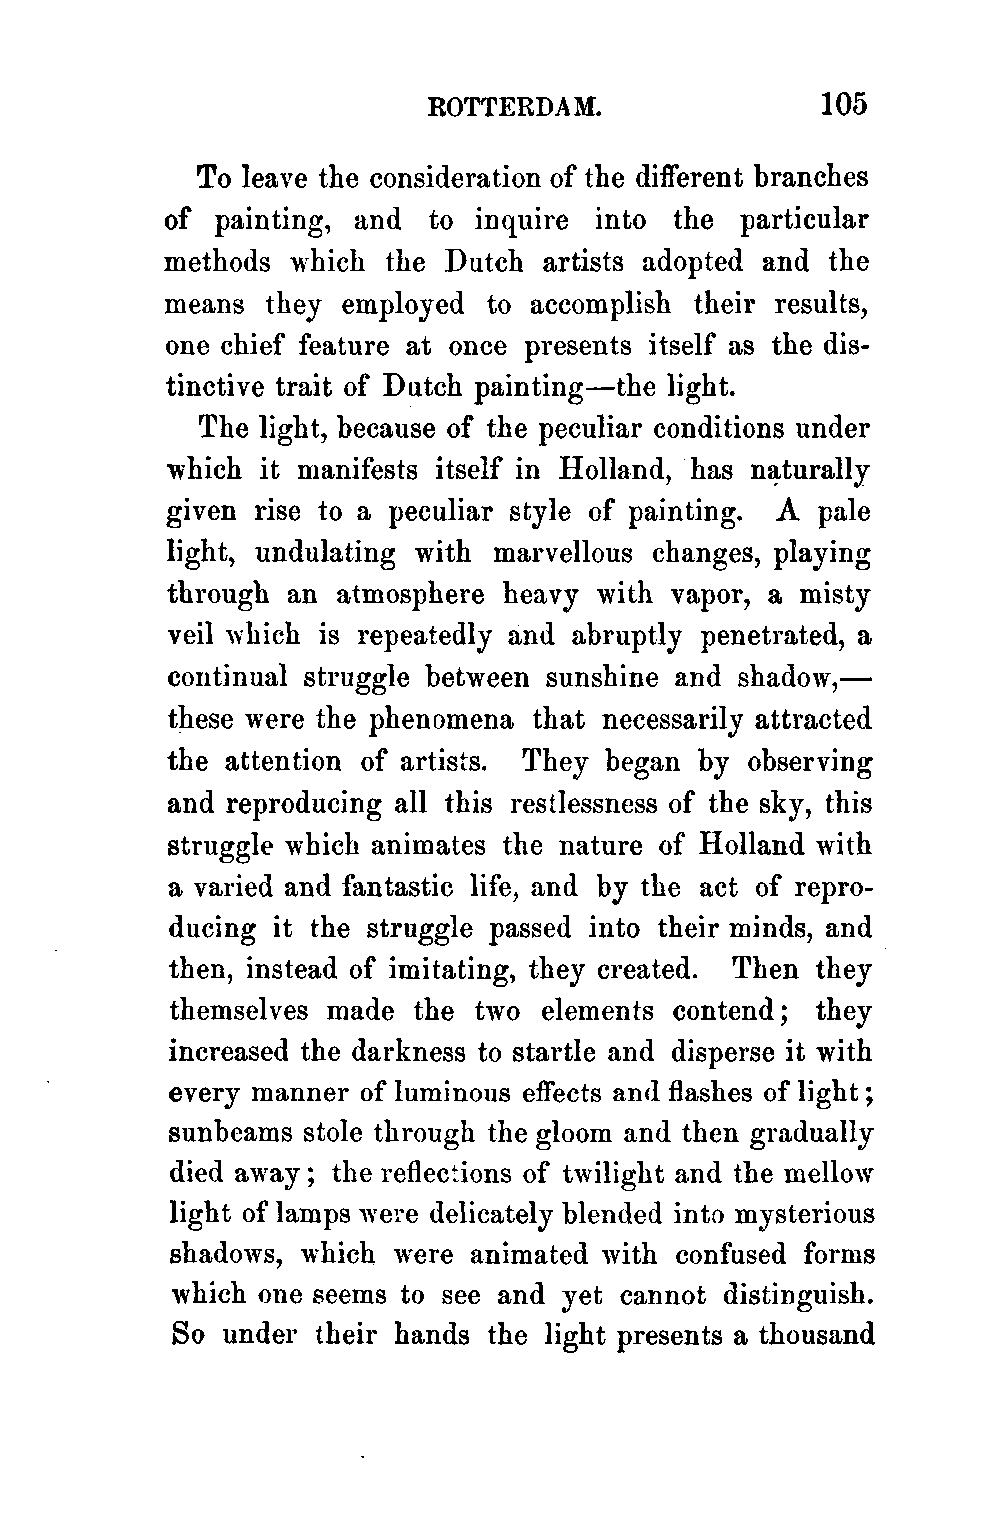 ROTTERDAM. 105
To leave the consideration of the different branches
of painting, and to inquire into the particular
methods which the Dutch artists adopted and the
means they employed to accomplish their results,
one chief feature at once presents itself as the dis-
tinctive trait of Dutch painting—the light.
The light, because of the peculiar conditions under
which it manifests itself in Holland, has naturally
given rise to a peculiar style of painting. A pale
light, undulating with marvellous changes, playing
through an atmosphere heavy with vapor, a misty
veil which is repeatedly and abruptly penetrated, a
continual struggle between sunshine and shadow,—
these were the phenomena that necessarily attracted
the attention of artists. They began by observing
and reproducing all this restlessness of the sky, this
struggle which animates the nature of Holland with
a varied and fantastic life, and by the act of repro-
ducing it the struggle passed into their minds, and
then, instead of imitating, they created. Then they
themselves made the two elements contend; they
increased the darkness to startle and disperse it with
every manner of luminous effects and flashes of light;
sunbeams stole through the gloom and then gradually
died away; the reflections of twilight and the mellow
light of lamps were delicately blended into mysterious
shadows, which were animated with confused forms
which one seems to see and yet cannot distinguish.
So under their hands the light presents a thousand